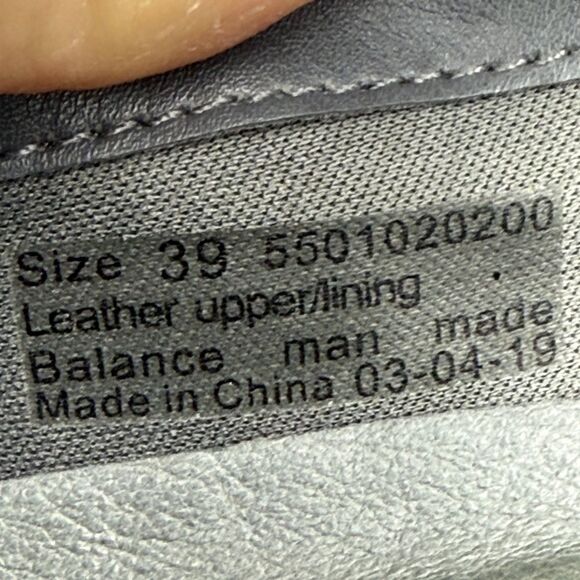 Size 39 5501020200
Leather upper/lining
Balance man made
Made in China 03-04-19